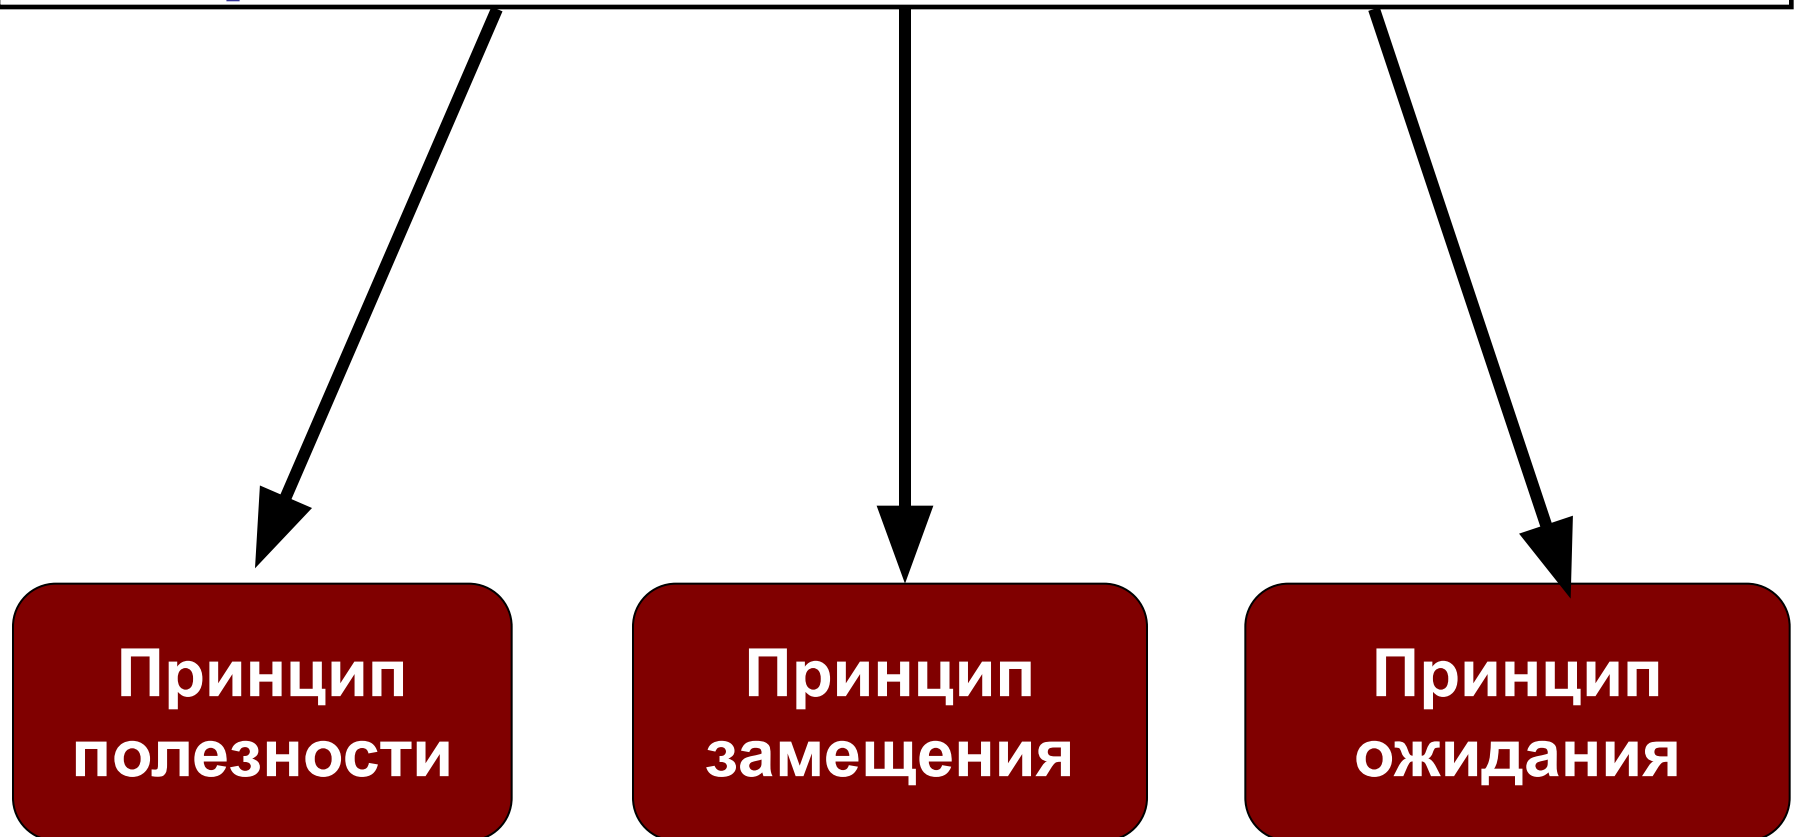 Принцип
полезности
Принцип
замещения
Принцип
ожидания